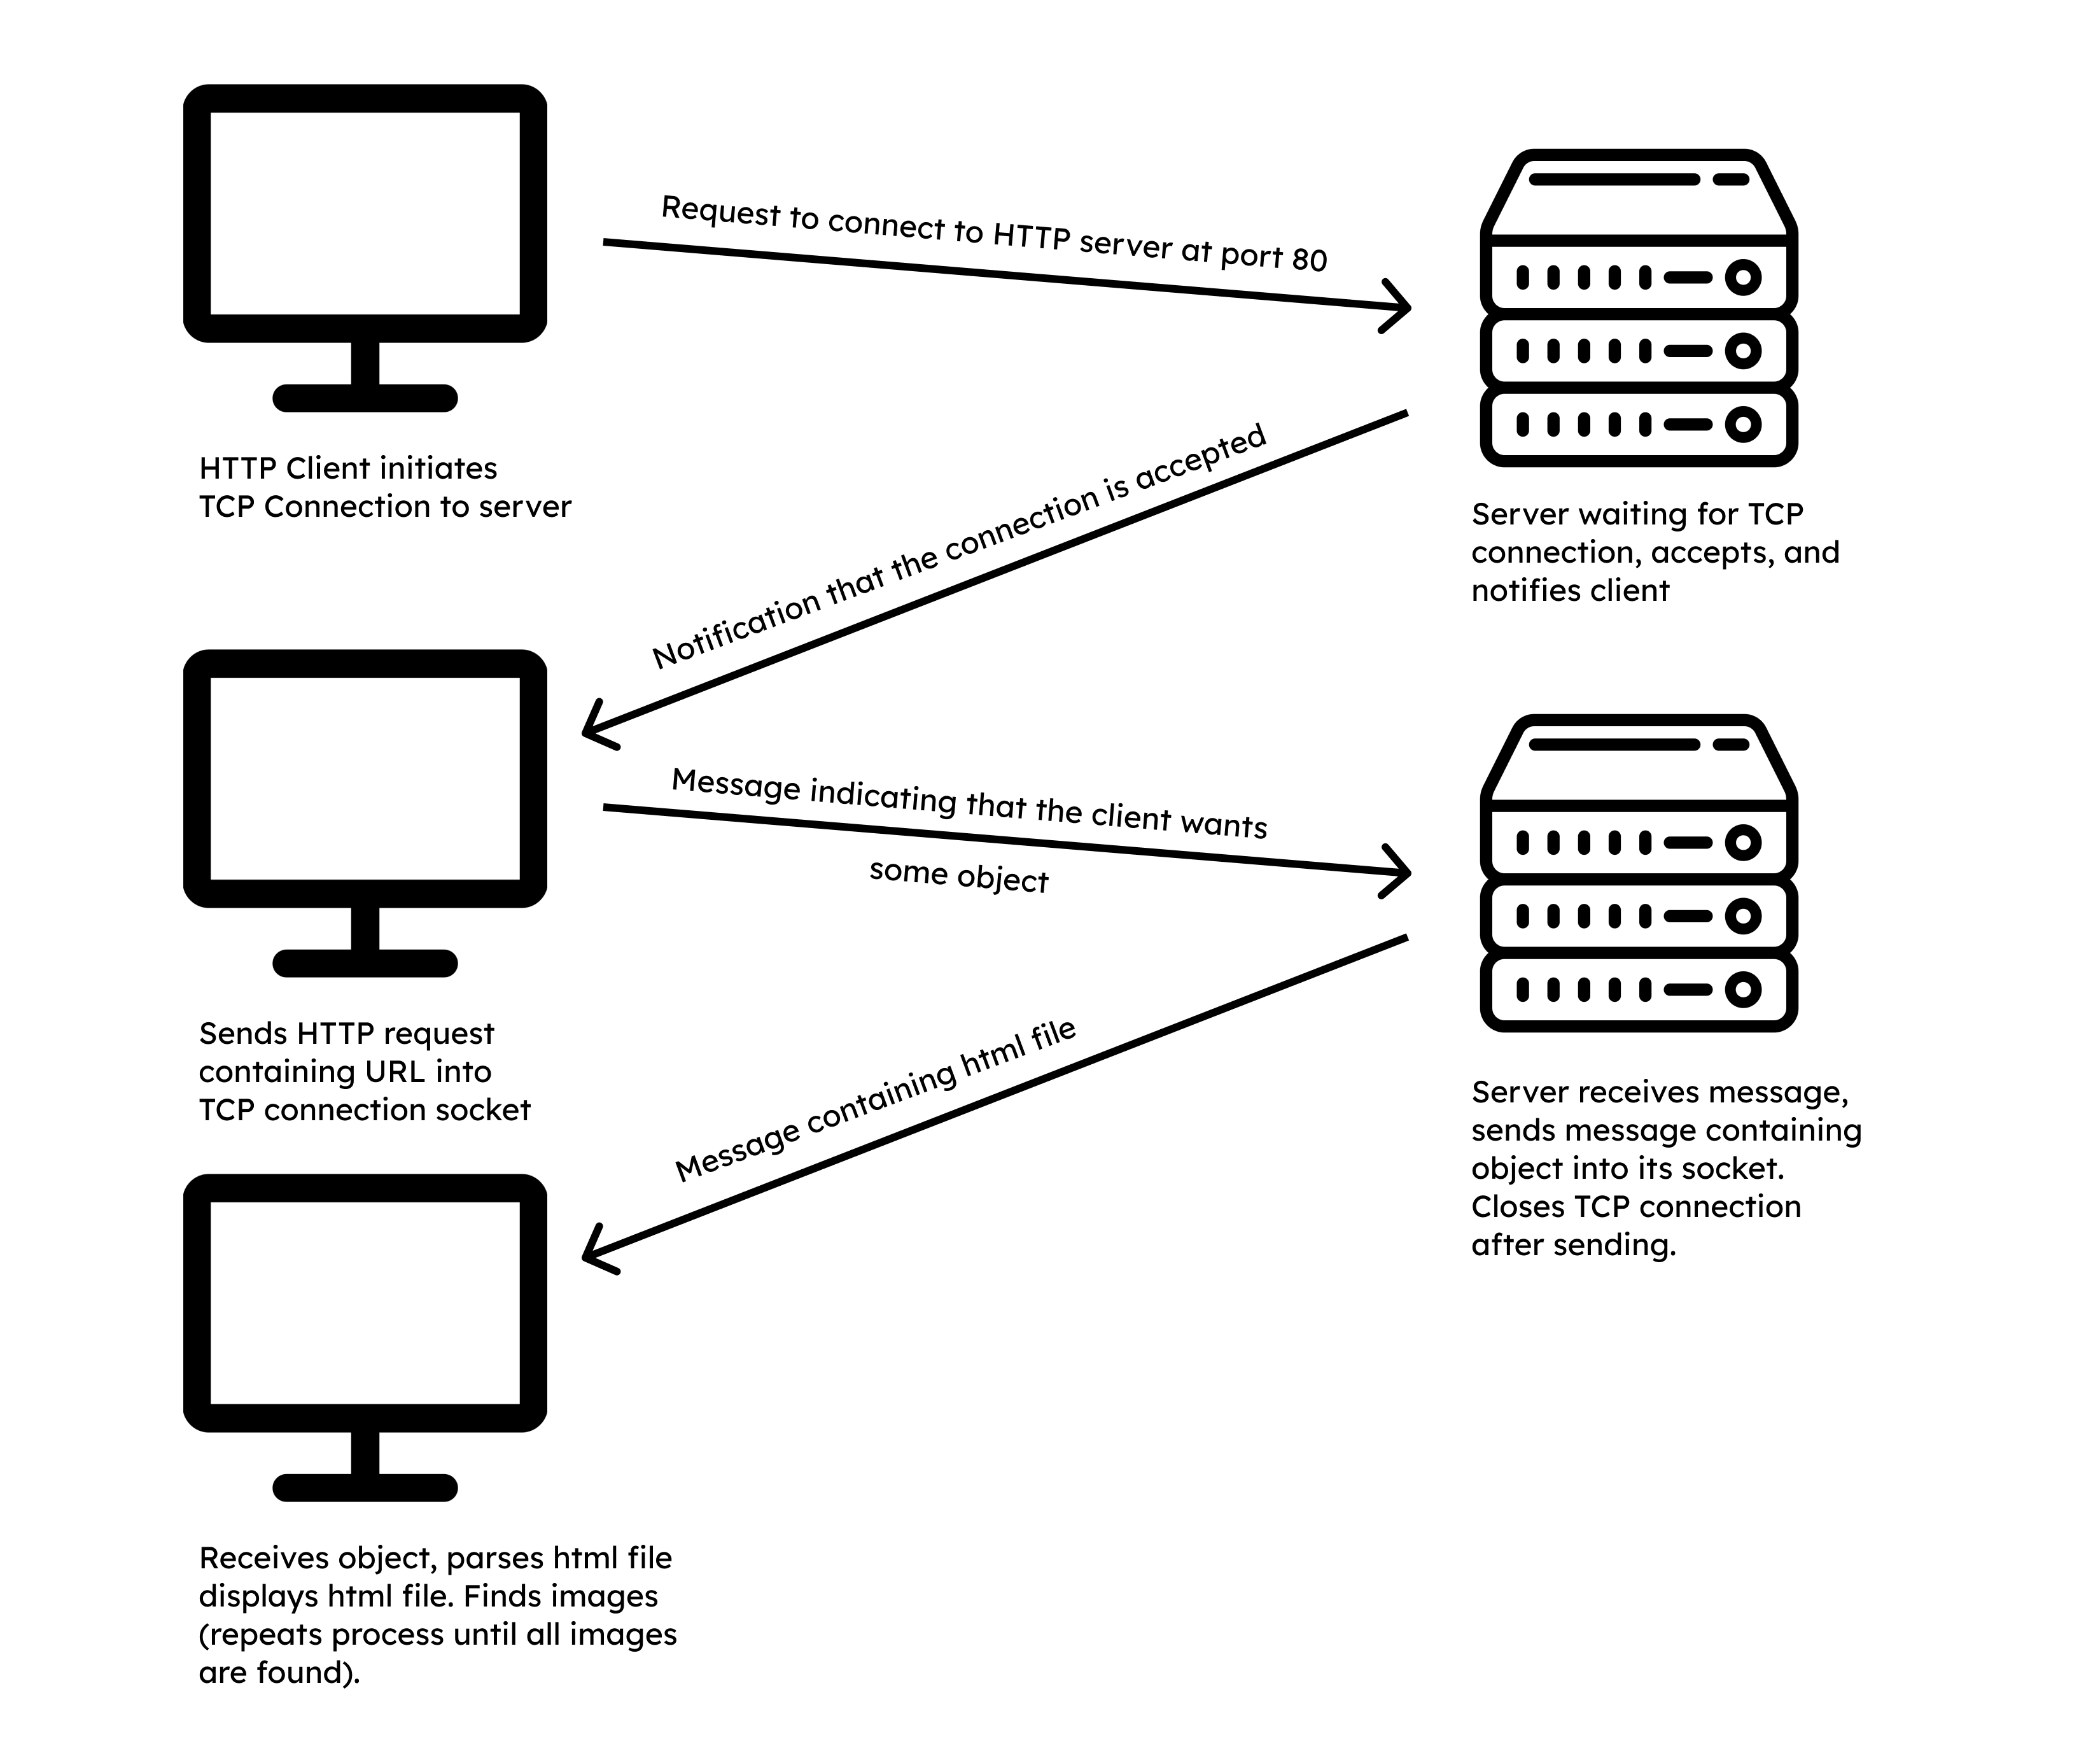 Request to connect to HTTP server at port 80
HTTP Client initiates
TCP Connection to server
Notification that the connection is accepted
Server waiting for TCP
connection, accepts, and
notifies client
Message indicating that the client wants
some object
Sends HTTP request
containing URL into
TCP connection socket
Message containing html file
Server receives message,
sends message containing
object into its socket.
Closes TCP connection
after sending.
Receives object, parses html file
displays html file. Finds images
(repeats process until all images
are found).